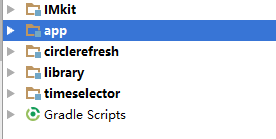 IMkit
app
circlerefresh
library
timeselector
Gradle Scripts